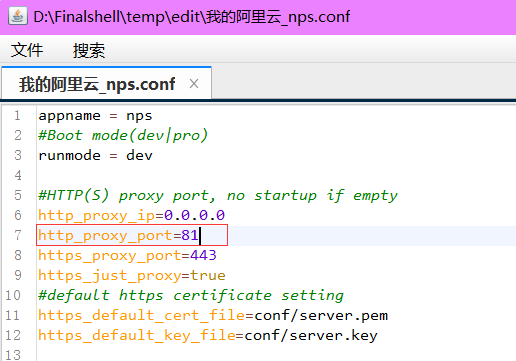 D:\Finalshell\temp\edit\我的阿里云_nps.conf
文件 搜索
我的阿里云_nps.conf ×
1 appname = nps
2 #Boot mode(dev|pro)
3 runmode = dev
4
5 #HTTP(S) proxy port, no startup if empty
6 http_proxy_ip=0.0.0.0
7 http_proxy_port=81
8 https_proxy_port=443
9 https_just_proxy=true
10 #default https certificate setting
11 https_default_cert_file=conf/server.pem
12 https_default_key_file=conf/server.key
13